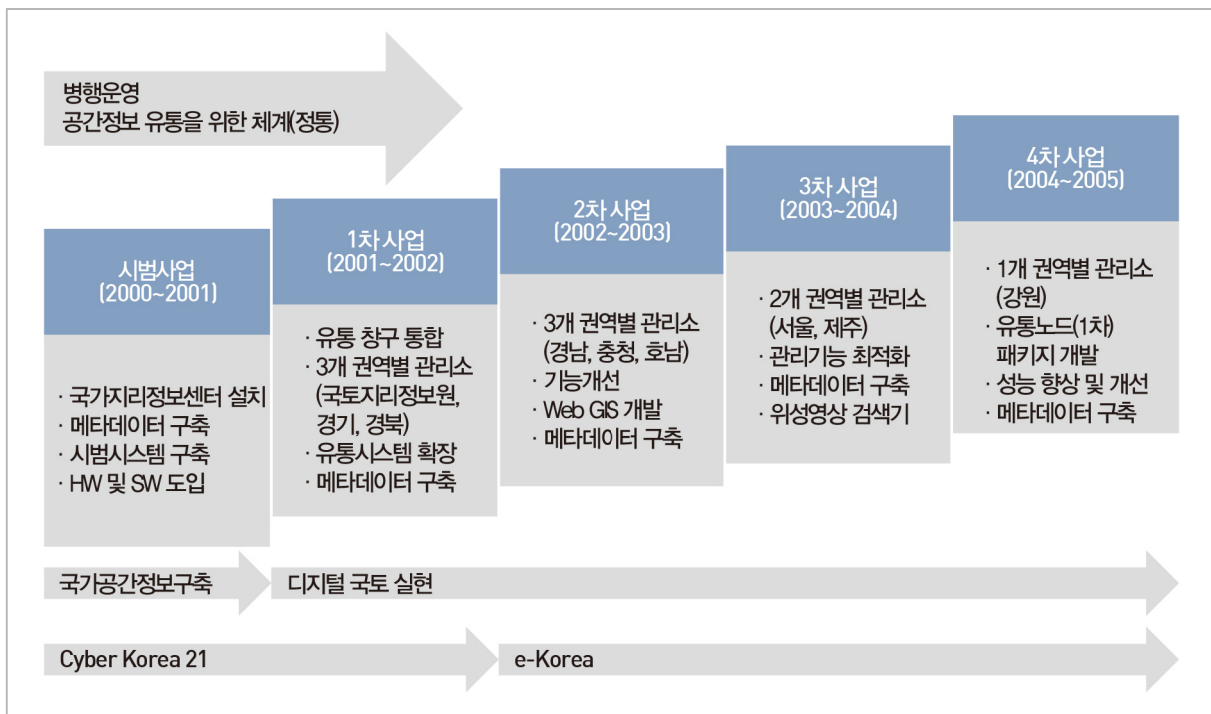 병행운영
공간정보 유통을 위한 체계(정통)
시범사업
(2000~2001)
· 국가지리정보센터 설치
· 메타데이터 구축
· 시범시스템 구축
· HW 및 SW 도입
1차 사업
(2001~2002)
· 유통 창구 통합
· 3개 권역별 관리소
(국토지리정보원,
경기, 경북)
· 유통시스템 확장
· 메타데이터 구축
2차 사업
(2002~2003)
· 3개 권역별 관리소
(경남, 충청, 호남)
· 기능개선
· Web GIS 개발
· 메타데이터 구축
3차 사업
(2003~2004)
· 2개 권역별 관리소
(서울, 제주)
· 관리기능 최적화
· 메타데이터 구축
· 위성영상 검색기
4차 사업
(2004~2005)
· 1개 권역별 관리소
(강원)
· 유통노드(1차)
패키지 개발
· 성능 향상 및 개선
· 메타데이터 구축
국가공간정보구축
디지털 국토 실현
Cyber Korea 21
e-Korea